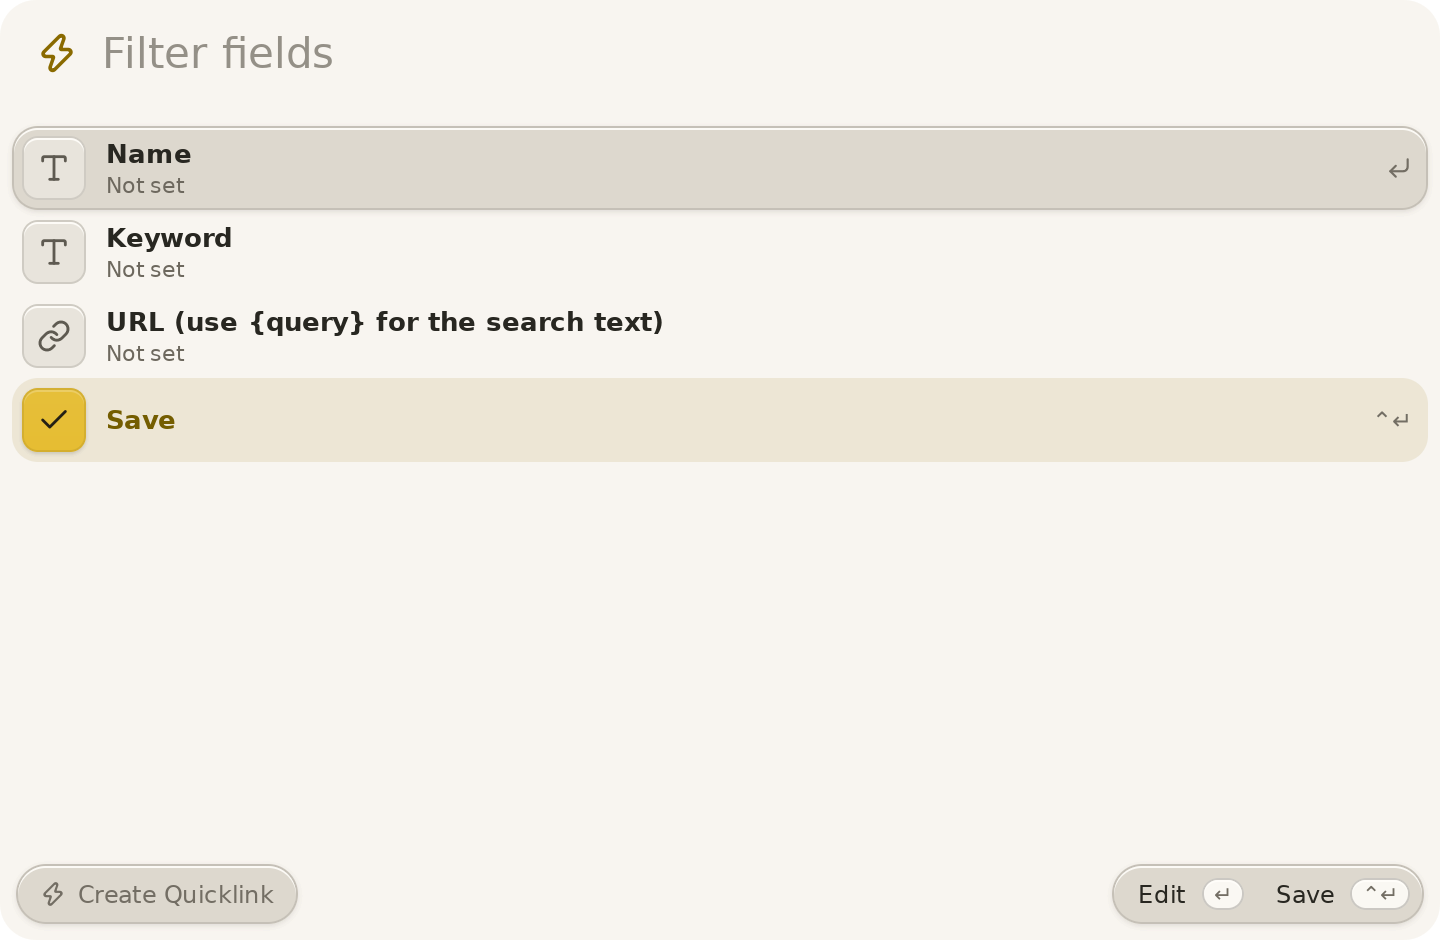 Filter fields
Name
Not set
Keyword
Not set
URL (use {query} for the search text)
Not set
Save
Create Quicklink
Edit
Save